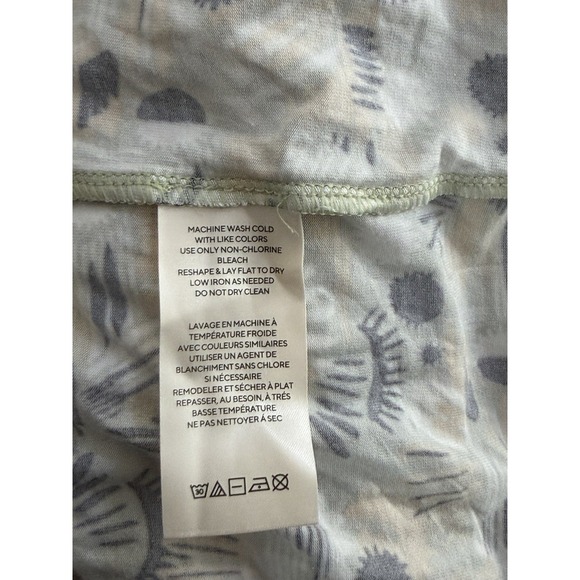 MACHINE WASH COLD
WITH LIKE COLORS
USE ONLY NON-CHLORINE
BLEACH
RESHAPE & LAY FLAT TO DRY
LOW IRON AS NEEDED
DO NOT DRY CLEAN
LAVAGE EN MACHINE À
TEMPÉRATURE FROIDE
AVEC COULEURS SIMILAIRES
UTILISER UN AGENT DE
BLANCHIMENT SANS CHLORE
SI NÉCESSAIRE
REMODELER ET SÉCHER À PLAT
REPASSER, AU BESOIN, À TRÉS
BASSE TEMPÉRATURE
NE PAS NETTOYER Á SEC
30